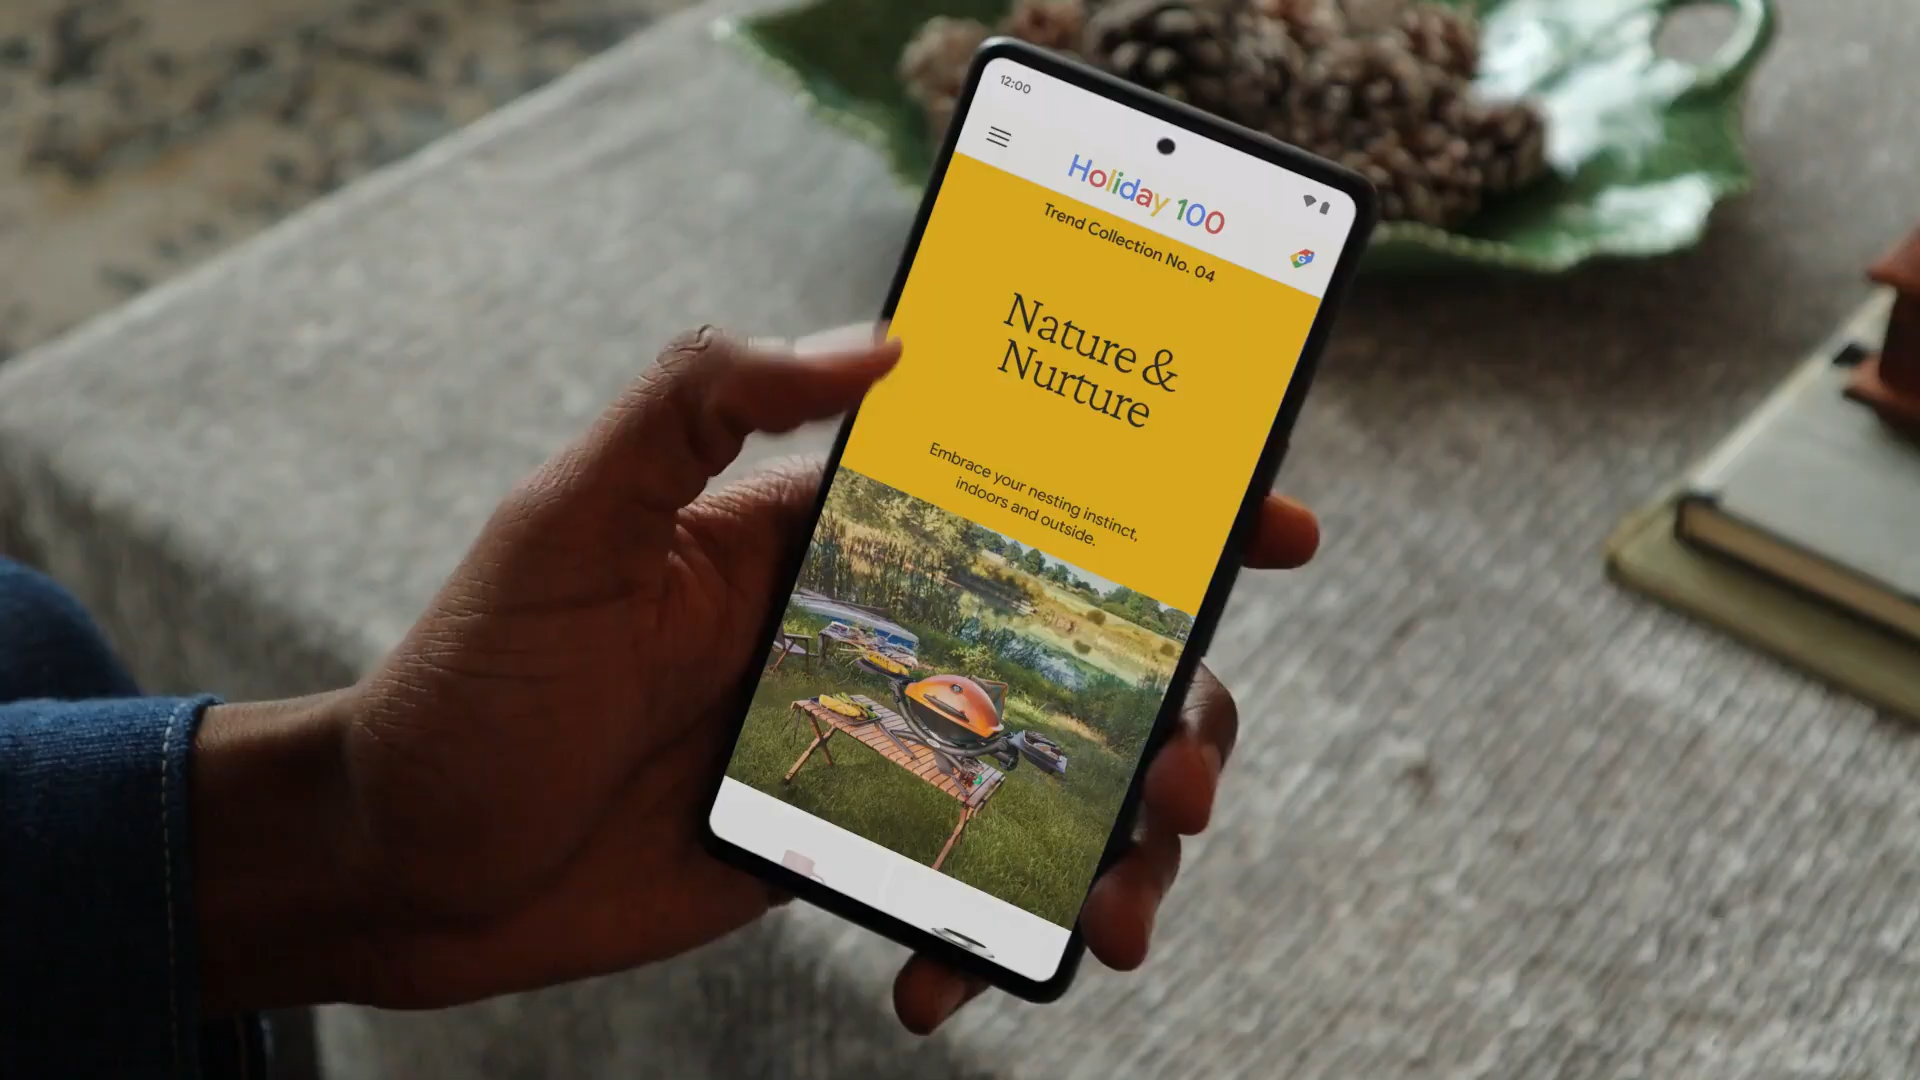 12:00
Holiday 100
Trend Collection No. 04
Nature &
Nurture
Embrace your nesting instinct,
indoors and outside.
G